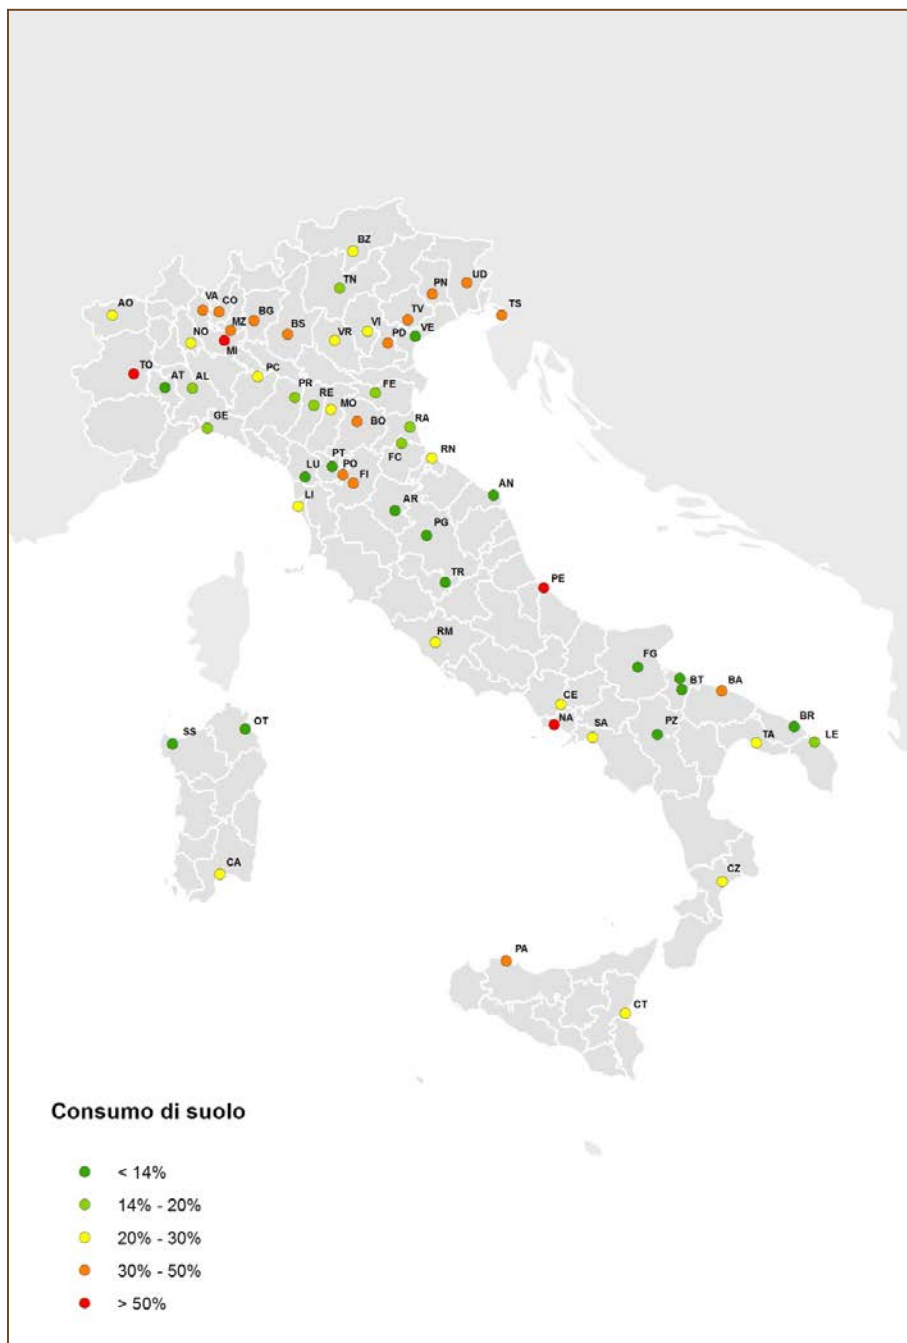 BZ
TN
UD
PN
AO
VA
CO
BG
MZ
TV
TS
NO
BS
VR
VI
PD
VE
MI
TO
AT
AL
PC
PR
RE
FE
MO
GE
BO
RA
FC
RN
PT
LU
PO
FI
LI
AR
AN
PG
TR
PE
RM
FG
BT
BA
CE
NA
SA
PZ
BR
TA
LE
SS
OT
CA
CZ
PA
CT
Consumo di suolo
< 14%
14% - 20%
20% - 30%
30% - 50%
> 50%